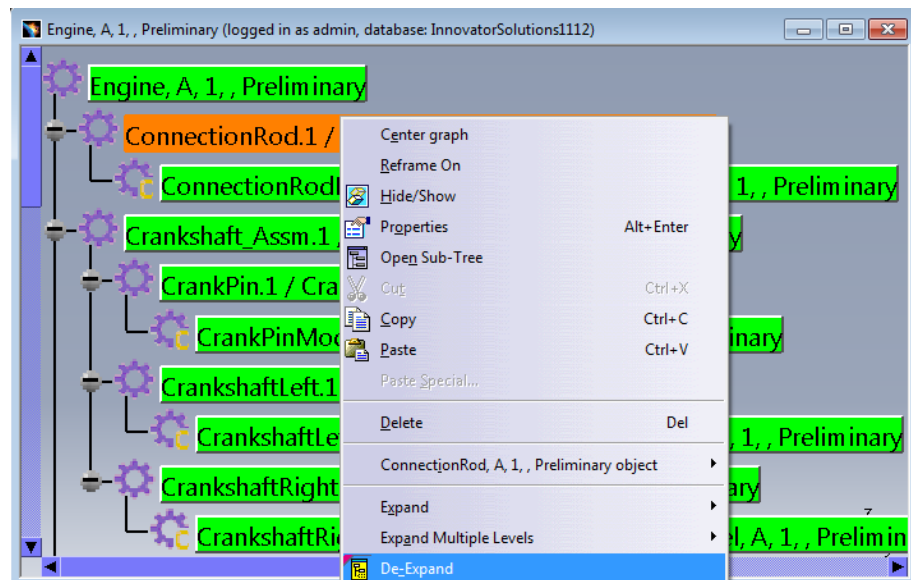 Engine, A, 1, , Preliminary (logged in as admin, database: InnovatorSolutions1112)
Engine, A, 1, , Preliminary
ConnectionRod.1 /
Center graph
Reframe On
ConnectionRod 1, , Preliminary
Hide/Show
Properties Alt+Enter
Crankshaft_Assm.1 y
Open Sub-Tree
CrankPin.1 / Cra
Cut Ctrl+X
Copy Ctrl+C
CrankPinMod inary
Paste Ctrl+V
Paste Special...
CrankshaftLeft.1
Delete Del
CrankshaftLe , 1, , Preliminary
ConnectionRod, A, 1, , Preliminary object
CrankshaftRight ary
Expand
Expand Multiple Levels
CrankshaftRi el, A, 1, , Prelimin
De-Expand